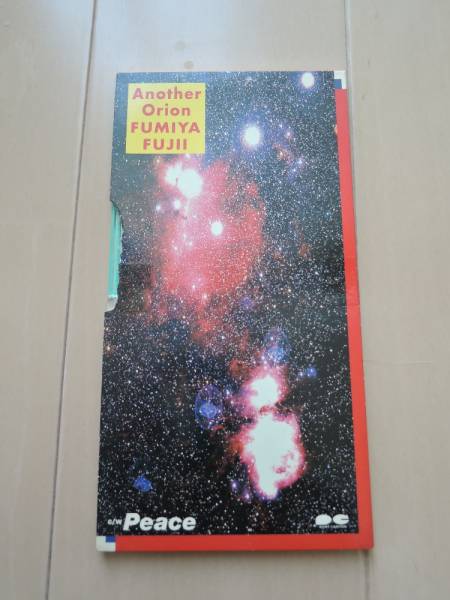 Another
Orion
FUMIYA
FUJII
c/w Peace